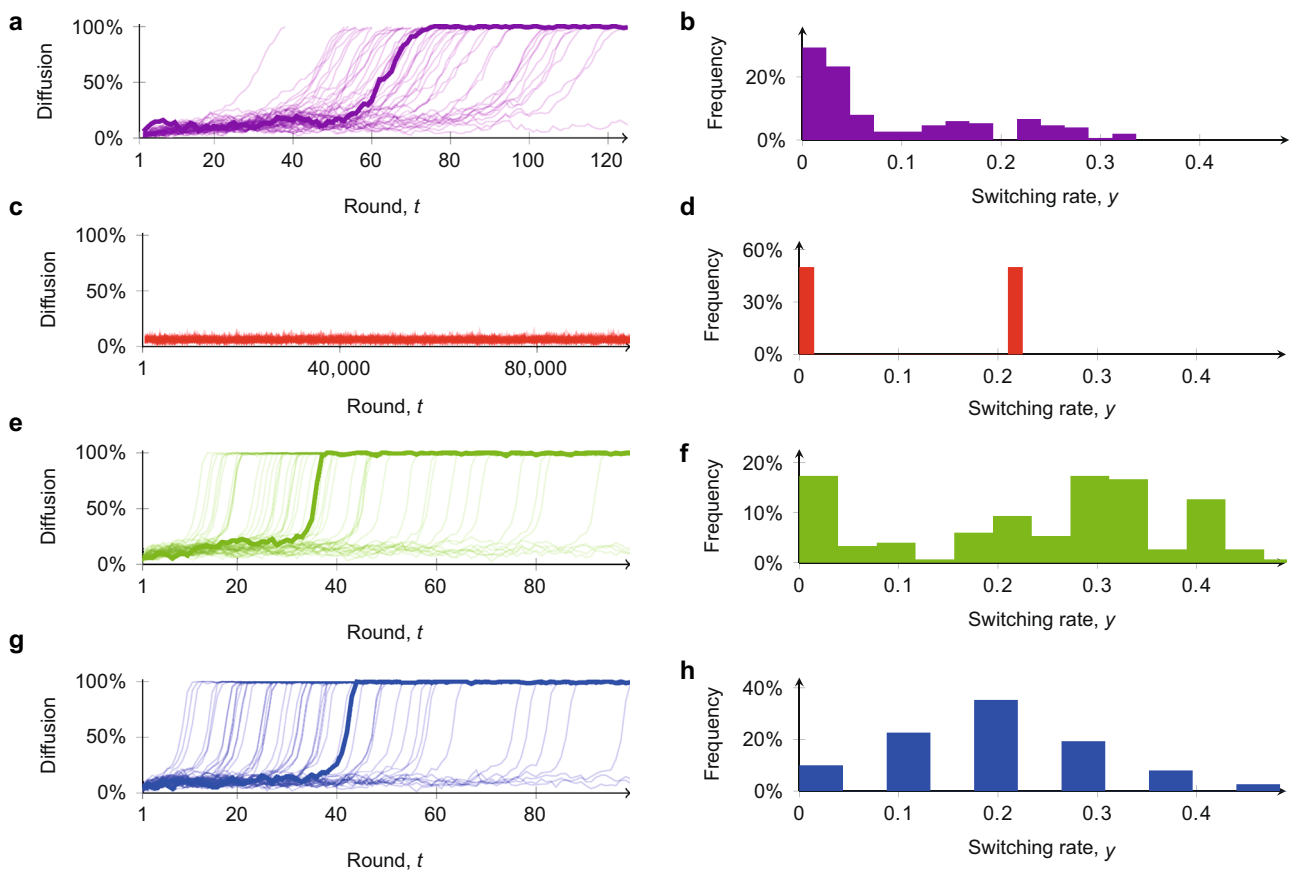 a
100%
50%
0%
Diffusion
1 20 40 60 80 100 120
Round, t
b
20%
0%
Frequency
0 0.1 0.2 0.3 0.4
Switching rate, y
c
100%
50%
0%
Diffusion
1 40,000 80,000
Round, t
d
60%
30%
0%
Frequency
0 0.1 0.2 0.3 0.4
Switching rate, y
e
100%
50%
0%
Diffusion
1 20 40 60 80
Round, t
f
20%
10%
0%
Frequency
0 0.1 0.2 0.3 0.4
Switching rate, y
g
100%
50%
0%
Diffusion
1 20 40 60 80
Round, t
h
40%
20%
0%
Frequency
0 0.1 0.2 0.3 0.4
Switching rate, y